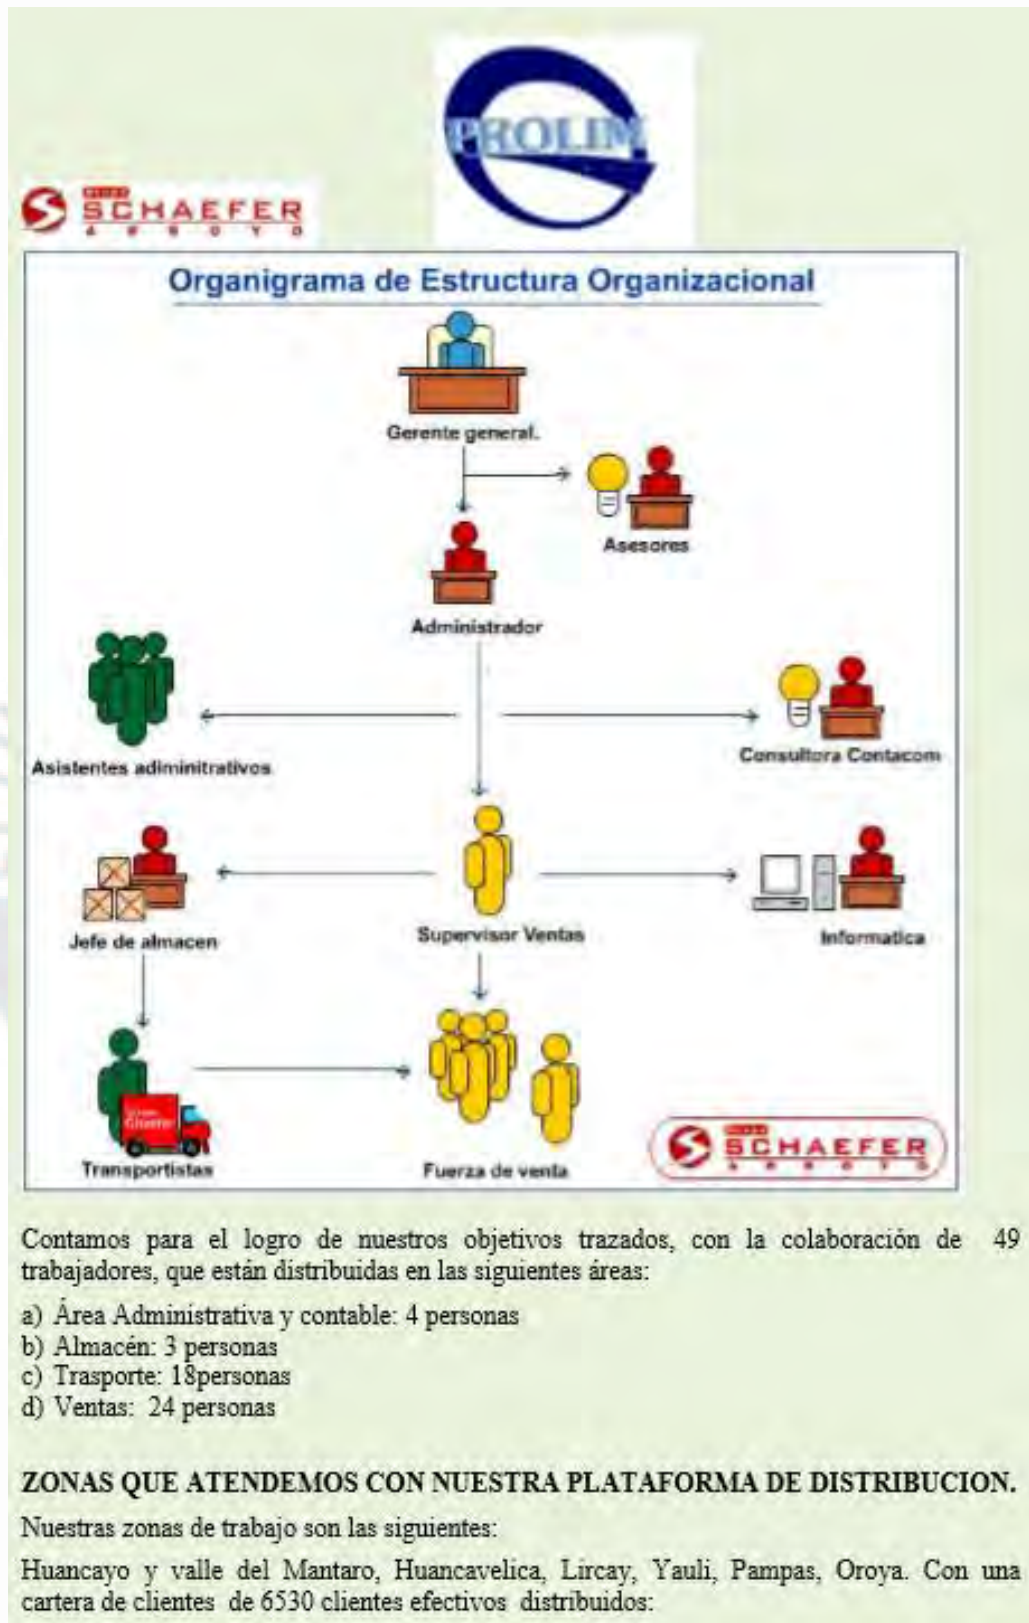 PROLIM
GRUPO
SCHAEFER
ARROYO
Organigrama de Estructura Organizacional
Gerente general.
Asesores
Administrador
Asistentes adiminitrativos
Consultora Contacom
Jefe de almacen
Supervisor Ventas
Informatica
Transportistas
Fuerza de venta
SCHAEFER
ARROYO
Contamos para el logro de nuestros objetivos trazados, con la colaboración de 49
trabajadores, que están distribuidas en las siguientes áreas:
a) Área Administrativa y contable: 4 personas
b) Almacén: 3 personas
c) Trasporte: 18personas
d) Ventas: 24 personas
ZONAS QUE ATENDEMOS CON NUESTRA PLATAFORMA DE DISTRIBUCION.
Nuestras zonas de trabajo son las siguientes:
Huancayo y valle del Mantaro, Huancavelica, Lircay, Yauli, Pampas, Oroya. Con una
cartera de clientes de 6530 clientes efectivos distribuidos: